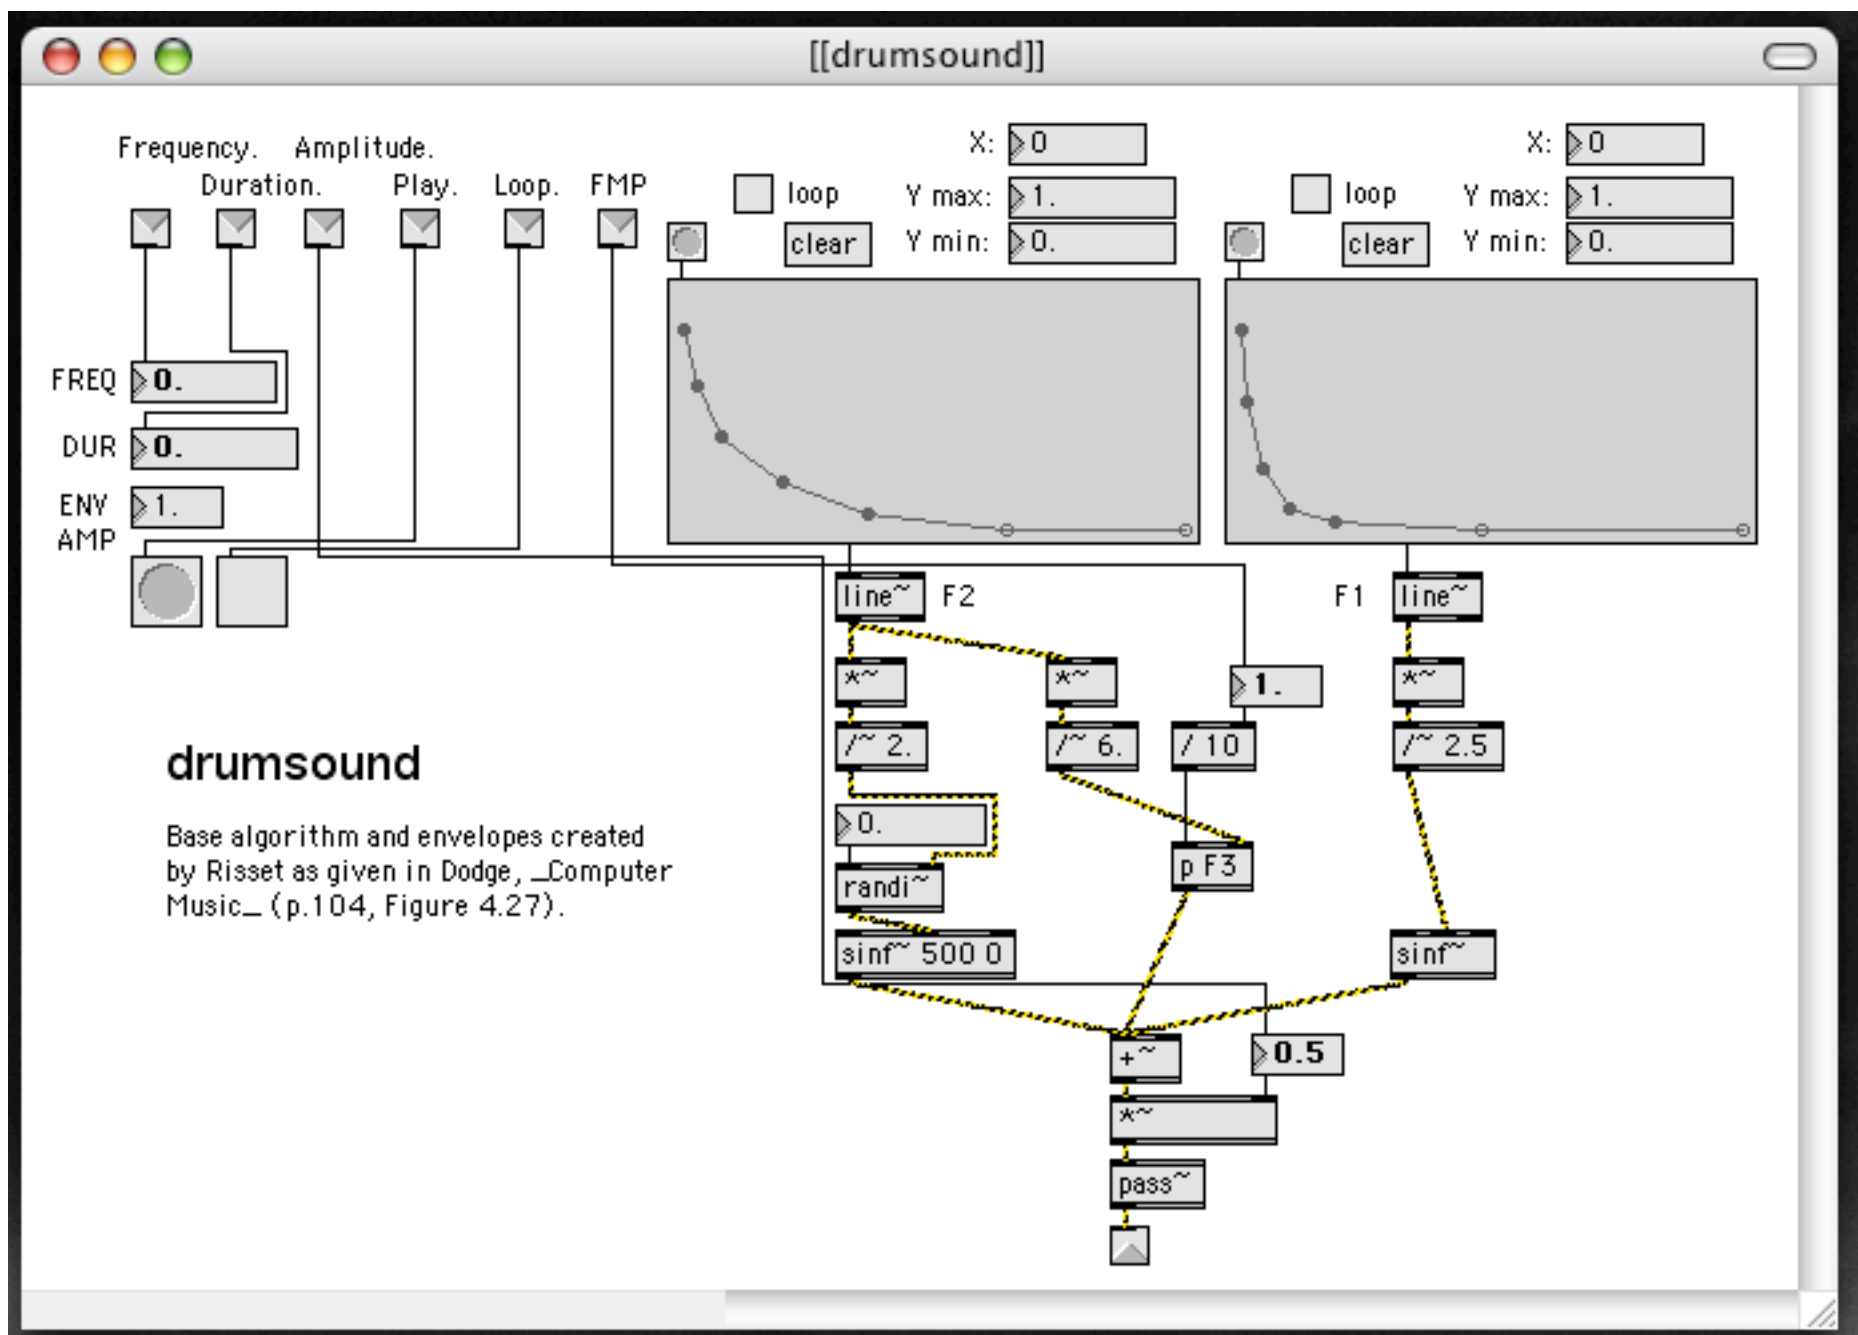 [[drumsound]]
Frequency. Amplitude.
Duration. Play. Loop. FMP
X: 0
loop Y max: 1.
clear Y min: 0.
X: 0
loop Y max: 1.
clear Y min: 0.
FREQ 0.
DUR 0.
ENV 1.
AMP
line~ F2
F1 line~
*~ *~ 1. *~
/~ 2. /~ 6. / 10 /~ 2.5
drumsound
0.
Base algorithm and envelopes created
by Risset as given in Dodge, _Computer
Music_ (p.104, Figure 4.27).
p F3
randi~
sinf~ 500 0 sinf~
+~ 0.5
*~
pass~